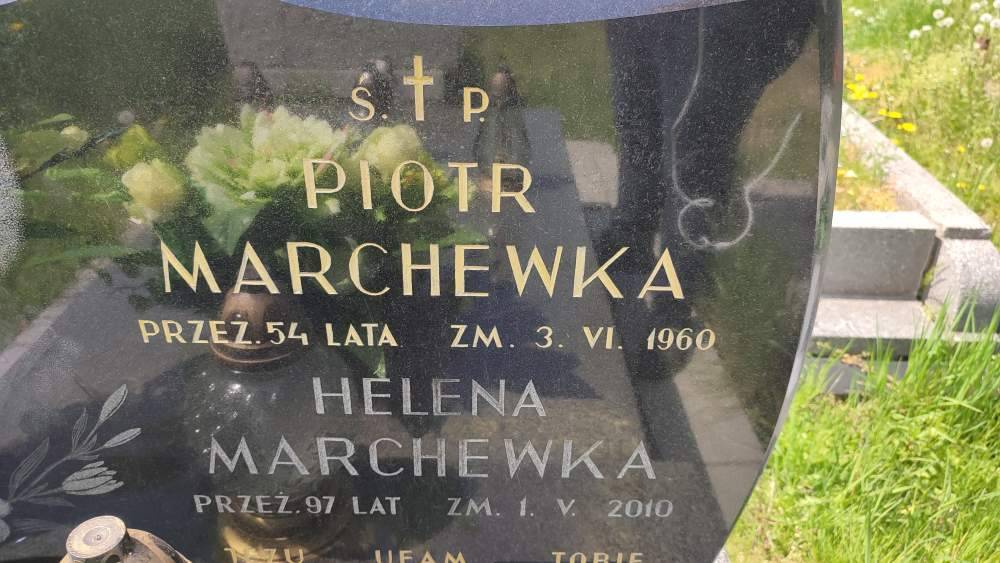 Ś. † P.
PIOTR
MARCHEWKA
PRZEŻ. 54 LATA ZM. 3. VI. 1960
HELENA
MARCHEWKA
PRZEŻ. 97 LAT ZM. 1. V. 2010
UFAM TOBIE